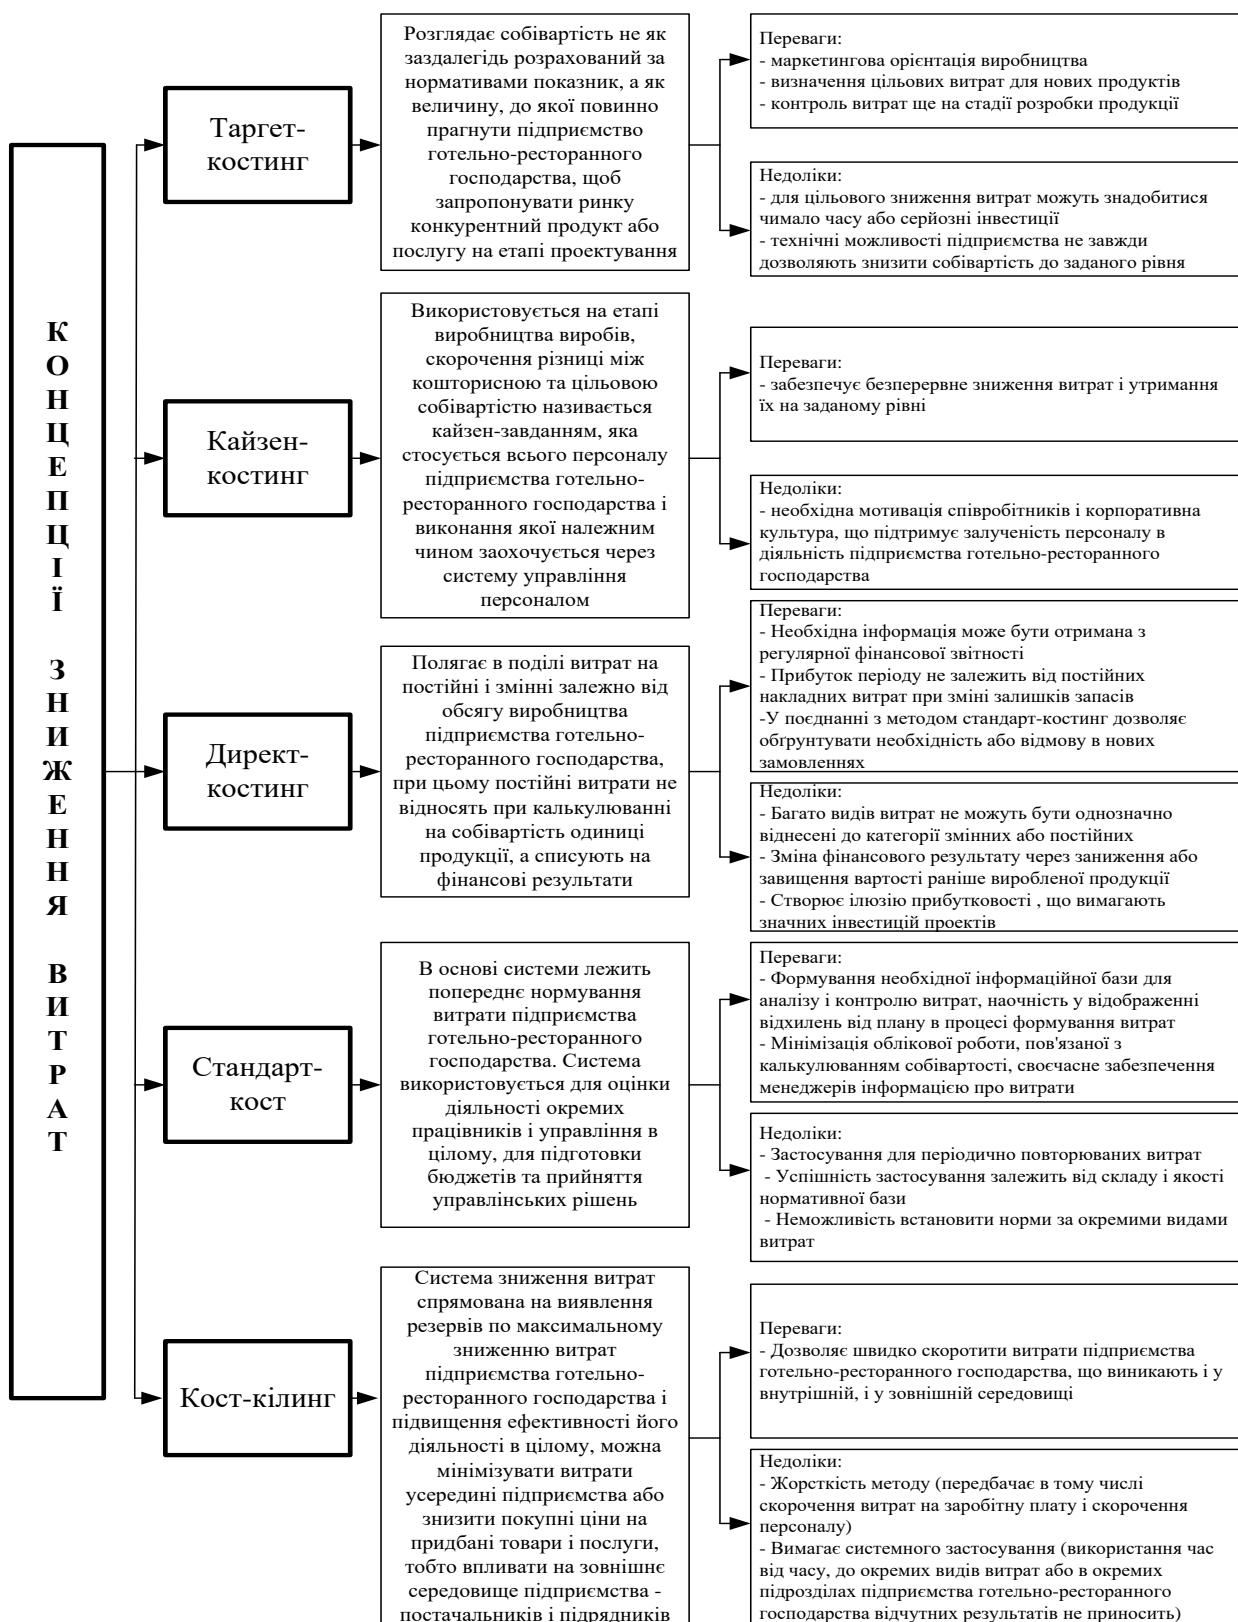 КОНЦЕПЦІЇ ЗНИЖЕННЯ ВИТРАТ
Таргет-
костинг
Розглядає собівартість не як
заздалегідь розрахований за
нормативами показник, а як
величину, до якої повинно
прагнути підприємство
готельно-ресторанного
господарства, щоб
запропонувати ринку
конкурентний продукт або
послугу на етапі проектування
Переваги:
- маркетингова орієнтація виробництва
- визначення цільових витрат для нових продуктів
- контроль витрат ще на стадії розробки продукції
Недоліки:
- для цільового зниження витрат можуть знадобитися
чимало часу або серйозні інвестиції
- технічні можливості підприємства не завжди
дозволяють знизити собівартість до заданого рівня
Кайзен-
костинг
Використовується на етапі
виробництва виробів,
скорочення різниці між
кошторисною та цільовою
собівартістю називається
кайзен-завданням, яка
стосується всього персоналу
підприємства готельно-
ресторанного господарства і
виконання якої належним
чином заохочується через
систему управління
персоналом
Переваги:
- забезпечує безперервне зниження витрат і утримання
їх на заданому рівні
Недоліки:
- необхідна мотивація співробітників і корпоративна
культура, що підтримує залученість персоналу в
діяльність підприємства готельно-ресторанного
господарства
Директ-
костинг
Полягає в поділі витрат на
постійні і змінні залежно від
обсягу виробництва
підприємства готельно-
ресторанного господарства,
при цьому постійні витрати не
відносять при калькулюванні
на собівартість одиниці
продукції, а списують на
фінансові результати
Переваги:
- Необхідна інформація може бути отримана з
регулярної фінансової звітності
- Прибуток періоду не залежить від постійних
накладних витрат при зміні залишків запасів
-У поєднанні з методом стандарт-костинг дозволяє
обґрунтувати необхідність або відмову в нових
замовленнях
Недоліки:
- Багато видів витрат не можуть бути однозначно
віднесені до категорії змінних або постійних
- Зміна фінансового результату через заниження або
завищення вартості раніше виробленої продукції
- Створює ілюзію прибутковості , що вимагають
значних інвестицій проектів
Стандарт-
кост
В основі системи лежить
попереднє нормування
витрати підприємства
готельно-ресторанного
господарства. Система
використовується для оцінки
діяльності окремих
працівників і управління в
цілому, для підготовки
бюджетів та прийняття
управлінських рішень
Переваги:
- Формування необхідної інформаційної бази для
аналізу і контролю витрат, наочність у відображенні
відхилень від плану в процесі формування витрат
- Мінімізація облікової роботи, пов'язаної з
калькулюванням собівартості, своєчасне забезпечення
менеджерів інформацією про витрати
Недоліки:
- Застосування для періодично повторюваних витрат
- Успішність застосування залежить від складу і якості
нормативної бази
- Неможливість встановити норми за окремими видами
витрат
Кост-кілинг
Система зниження витрат
спрямована на виявлення
резервів по максимальному
зниженню витрат
підприємства готельно-
ресторанного господарства і
підвищення ефективності його
діяльності в цілому, можна
мінімізувати витрати
усередині підприємства або
знизити покупні ціни на
придбані товари і послуги,
тобто впливати на зовнішнє
середовище підприємства -
постачальників і підрядників
Переваги:
- Дозволяє швидко скоротити витрати підприємства
готельно-ресторанного господарства, що виникають і у
внутрішній, і у зовнішній середовищі
Недоліки:
- Жорсткість методу (передбачає в тому числі
скорочення витрат на заробітну плату і скорочення
персоналу)
- Вимагає системного застосування (використання час
від часу, до окремих видів витрат або в окремих
підрозділах підприємства готельно-ресторанного
господарства відчутних результатів не приносить)